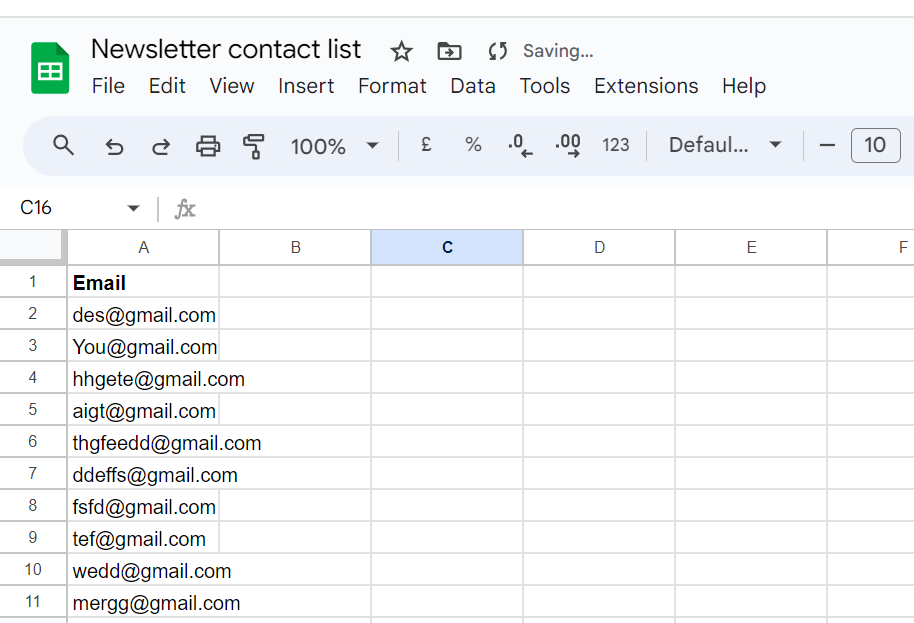 Newsletter contact list Saving...
File Edit View Insert Format Data Tools Extensions Help
100% £ % .0 .00 123 Defaul... 10
C16 fx
A B C D E F
1 Email
2 des@gmail.com
3 You@gmail.com
4 hhgete@gmail.com
5 aigt@gmail.com
6 thgfeedd@gmail.com
7 ddeffs@gmail.com
8 fsfd@gmail.com
9 tef@gmail.com
10 wedd@gmail.com
11 mergg@gmail.com